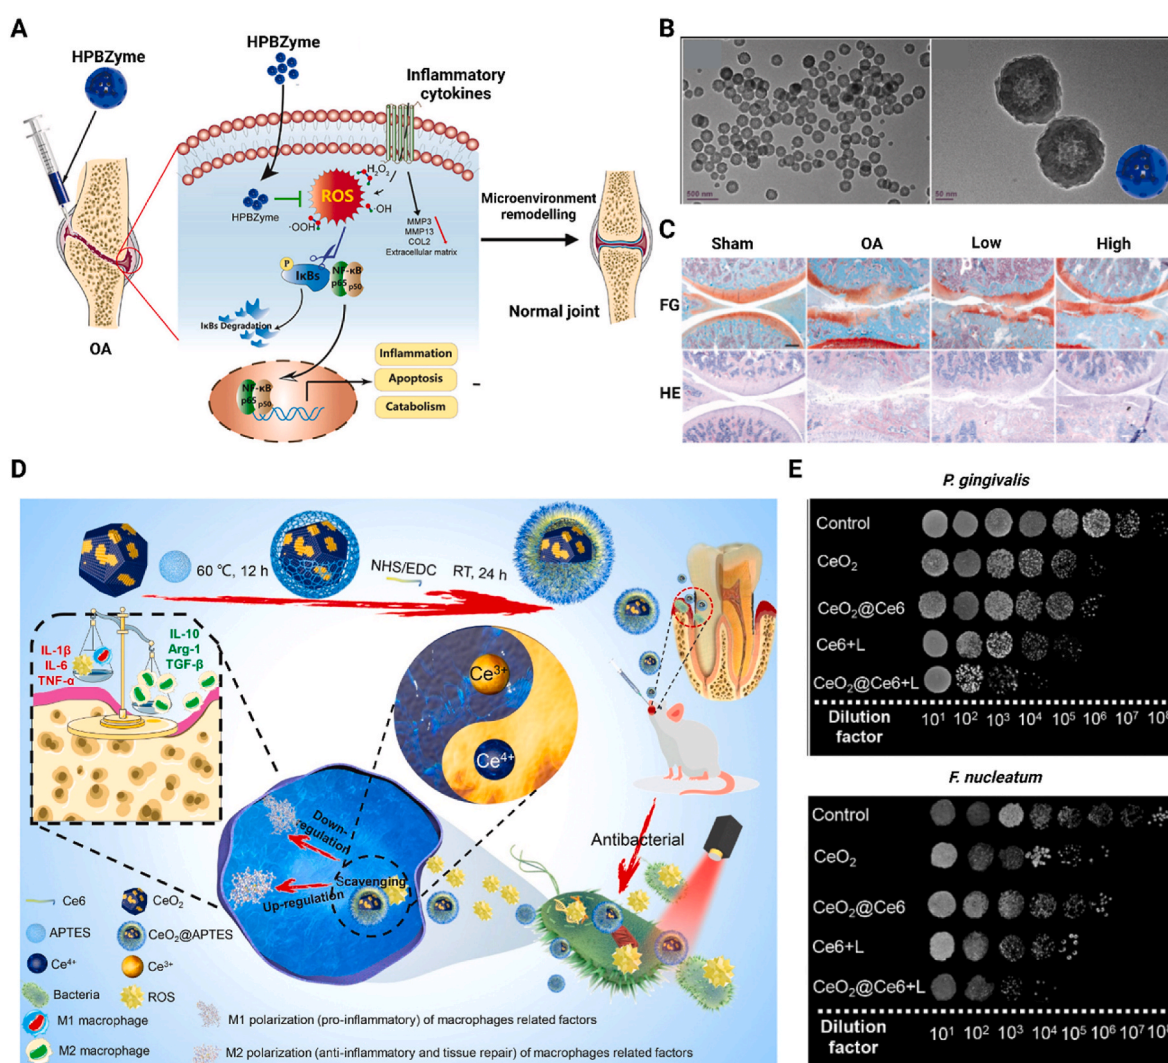 A
HPBZyme
HPBZyme
Inflammatory
cytokines
H₂O₂
ROS
HPBZyme
·OH
·OOH
MMP3
MMP13
COL2
Extracellular matrix
P
IκBs
NF-κB
p65
p50
IκBs Degradation
NF-κB
p65
p50
Inflammation
Apoptosis
Catabolism
-
Microenvironment
remodelling
OA
Normal joint
B
500 nm
50 nm
C
Sham OA Low High
FG
HE
D
60 ℃, 12 h
NHS/EDC RT, 24 h
IL-1β
IL-6
TNF-α
IL-10
Arg-1
TGF-β
Ce³⁺
Ce⁴⁺
Down-
regulation
Up-regulation
Scavenging
Antibacterial
Ce6
CeO₂
APTES
CeO₂@APTES
Ce⁴⁺
Ce³⁺
Bacteria
ROS
M1 macrophage
M1 polarization (pro-inflammatory) of macrophages related factors
M2 macrophage
M2 polarization (anti-inflammatory and tissue repair) of macrophages related factors
E
P. gingivalis
Control
CeO₂
CeO₂@Ce6
Ce6+L
CeO₂@Ce6+L
Dilution
factor
10¹ 10² 10³ 10⁴ 10⁵ 10⁶ 10⁷ 10⁸
F. nucleatum
Control
CeO₂
CeO₂@Ce6
Ce6+L
CeO₂@Ce6+L
Dilution
factor
10¹ 10² 10³ 10⁴ 10⁵ 10⁶ 10⁷ 10⁸